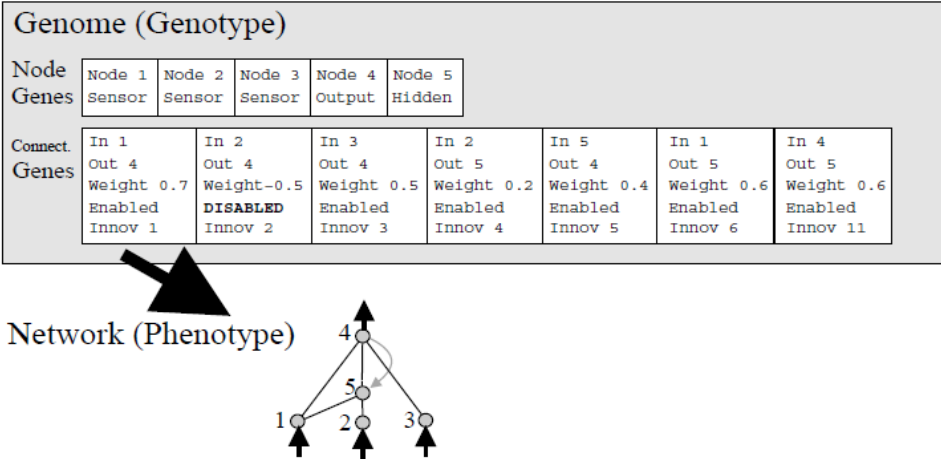 Genome (Genotype)
Node Genes
Node 1 Node 2 Node 3 Node 4 Node 5
Sensor Sensor Sensor Output Hidden
Connect. Genes
In 1 In 2 In 3 In 2 In 5 In 1 In 4
Out 4 Out 4 Out 4 Out 5 Out 4 Out 5 Out 5
Weight 0.7 Weight-0.5 Weight 0.5 Weight 0.2 Weight 0.4 Weight 0.6 Weight 0.6
Enabled DISABLED Enabled Enabled Enabled Enabled Enabled
Innov 1 Innov 2 Innov 3 Innov 4 Innov 5 Innov 6 Innov 11
Network (Phenotype)
4
5
1 2 3